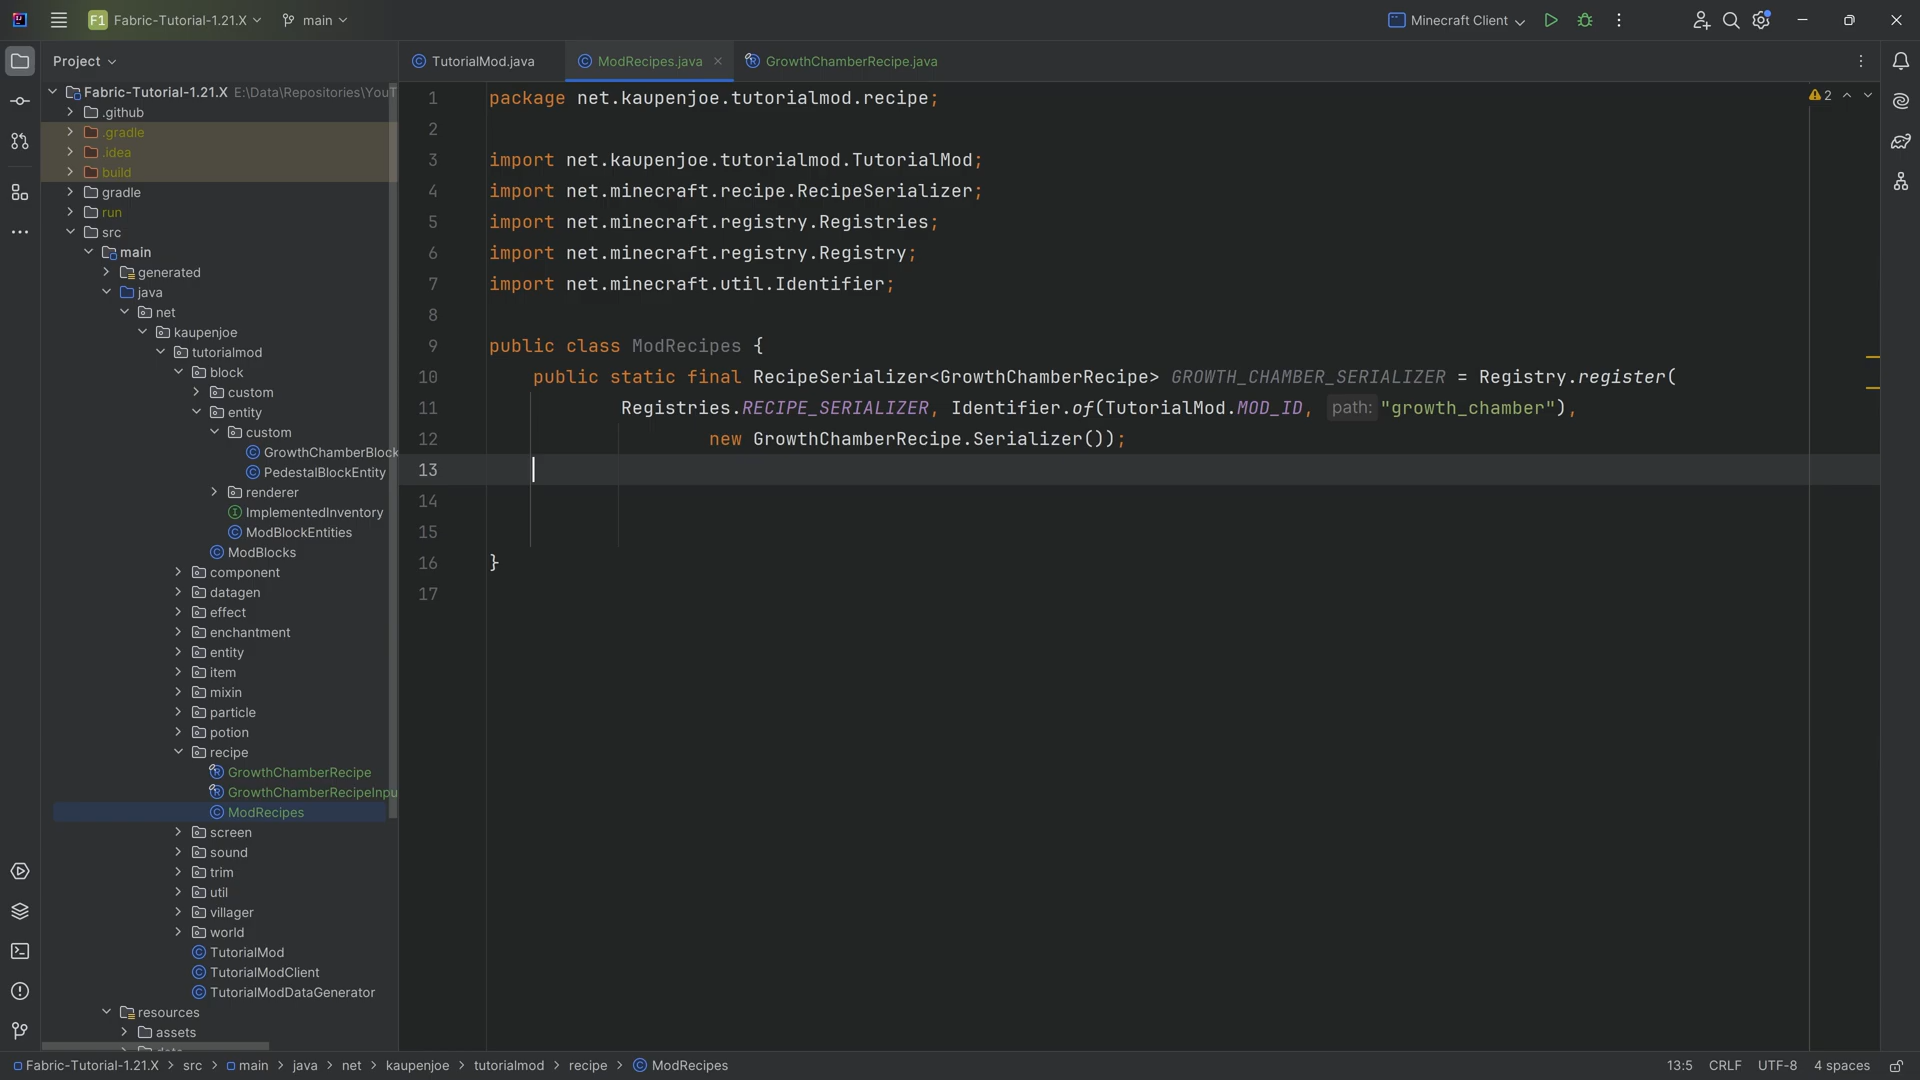 F1 Fabric-Tutorial-1.21.X main Minecraft Client
Project TutorialMod.java ModRecipes.java GrowthChamberRecipe.java
Fabric-Tutorial-1.21.X E:\Data\Repositories\YouT
.github
.gradle
.idea
build
gradle
run
src
main
generated
java
net
kaupenjoe
tutorialmod
block
custom
entity
custom
GrowthChamberBlock
PedestalBlockEntity
renderer
ImplementedInventory
ModBlockEntities
ModBlocks
component
datagen
effect
enchantment
entity
item
mixin
particle
potion
recipe
GrowthChamberRecipe
GrowthChamberRecipeInpu
ModRecipes
screen
sound
trim
util
villager
world
TutorialMod
TutorialModClient
TutorialModDataGenerator
resources
assets
1 package net.kaupenjoe.tutorialmod.recipe;
2
3 import net.kaupenjoe.tutorialmod.TutorialMod;
4 import net.minecraft.recipe.RecipeSerializer;
5 import net.minecraft.registry.Registries;
6 import net.minecraft.registry.Registry;
7 import net.minecraft.util.Identifier;
8
9 public class ModRecipes {
10 public static final RecipeSerializer<GrowthChamberRecipe> GROWTH_CHAMBER_SERIALIZER = Registry.register(
11 Registries.RECIPE_SERIALIZER, Identifier.of(TutorialMod.MOD_ID, path: "growth_chamber"),
12 new GrowthChamberRecipe.Serializer());
13
14
15
16 }
17
2
Fabric-Tutorial-1.21.X > src > main > java > net > kaupenjoe > tutorialmod > recipe > ModRecipes 13:5 CRLF UTF-8 4 spaces